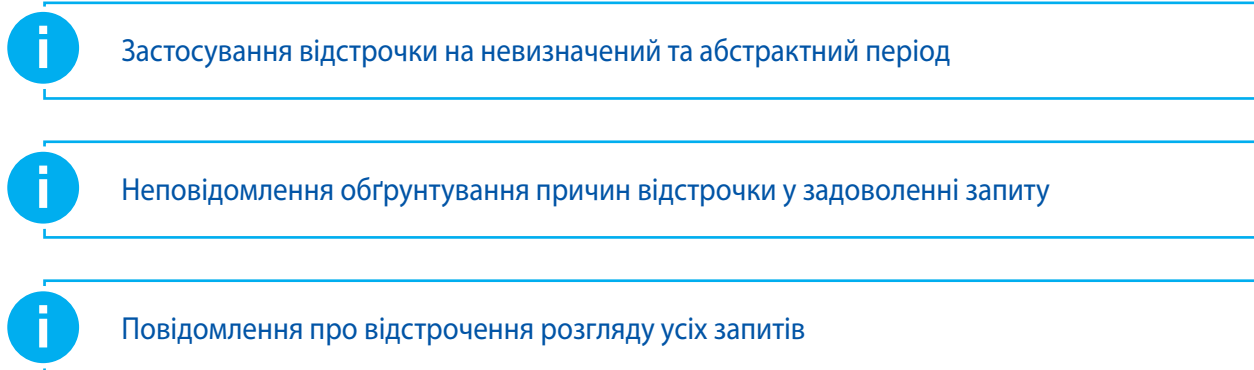 Застосування відстрочки на невизначений та абстрактний період
Неповідомлення обґрунтування причин відстрочки у задоволенні запиту
Повідомлення про відстрочення розгляду усіх запитів